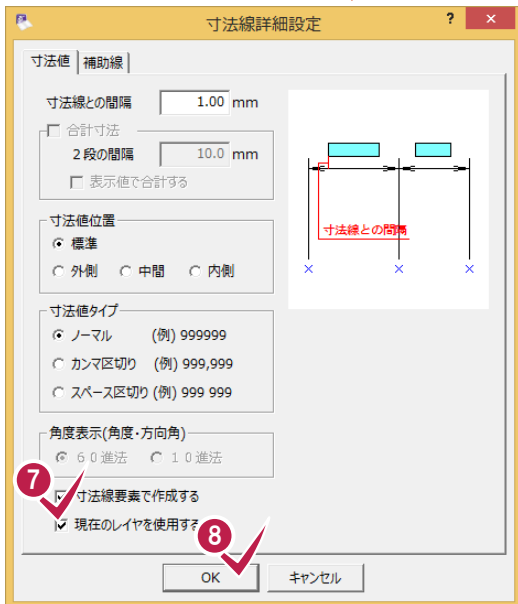 寸法線詳細設定
? ×
寸法値 補助線
寸法線との間隔 1.00 mm
合計寸法
2段の間隔 10.0 mm
表示値で合計する
寸法線との間隔
寸法値位置
標準
外側 中間 内側
寸法値タイプ
ノーマル (例) 999999
カンマ区切り (例) 999,999
スペース区切り (例) 999 999
角度表示(角度・方向角)
60進法 10進法
7
寸法線要素で作成する
現在のレイヤを使用する
8
OK キャンセル